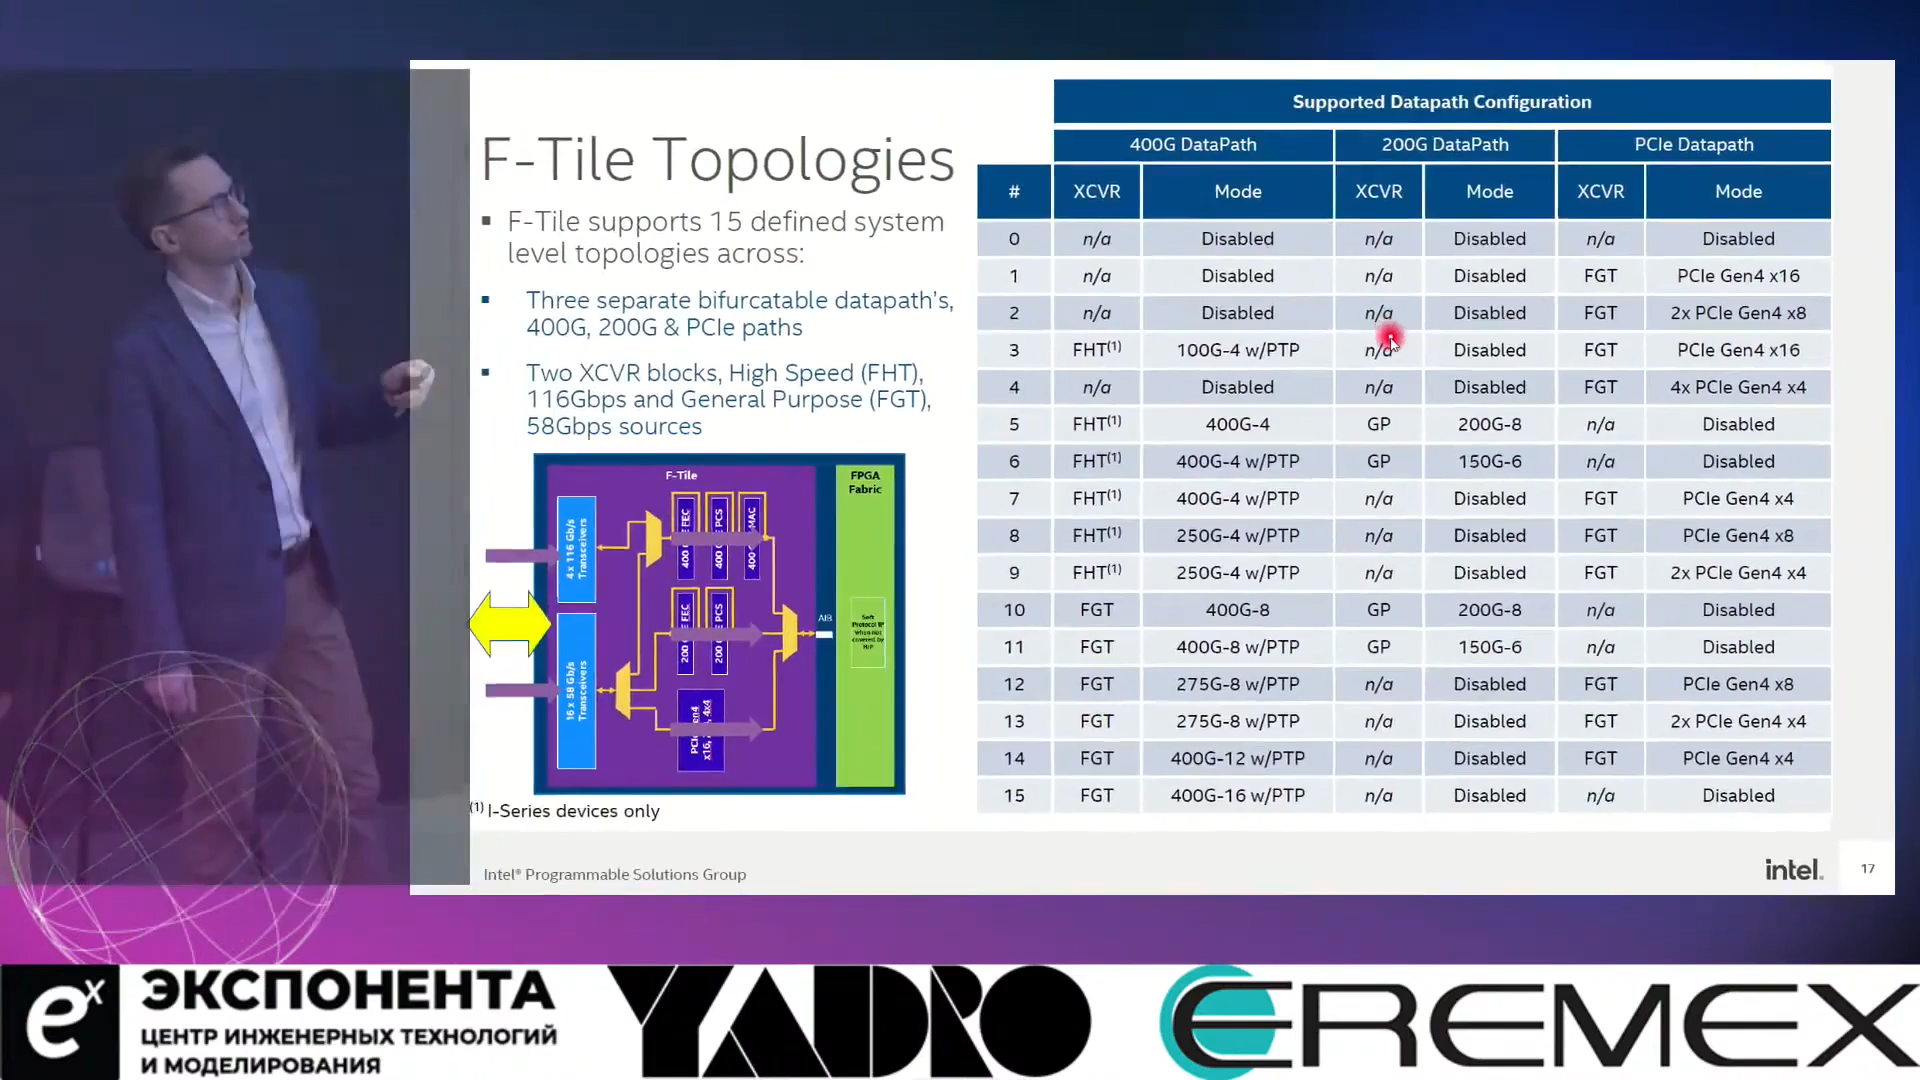 F-Tile Topologies
▪ F-Tile supports 15 defined system
level topologies across:
▪ Three separate bifurcatable datapath's,
400G, 200G & PCIe paths
▪ Two XCVR blocks, High Speed (FHT),
116Gbps and General Purpose (FGT),
58Gbps sources
F-Tile
FPGA
Fabric
4 x 116 Gb/s
Transceivers
16 x 58 Gb/s
Transceivers
400 FEC
400 PCS
400 MAC
200 FEC
200 PCS
x16, 4x4
AIB
Soft
Protocol IP
When not
covered by
HIP
(1) I-Series devices only
Supported Datapath Configuration
400G DataPath 200G DataPath PCIe Datapath
# XCVR Mode XCVR Mode XCVR Mode
0 n/a Disabled n/a Disabled n/a Disabled
1 n/a Disabled n/a Disabled FGT PCIe Gen4 x16
2 n/a Disabled n/a Disabled FGT 2x PCIe Gen4 x8
3 FHT(1) 100G-4 w/PTP n/a Disabled FGT PCIe Gen4 x16
4 n/a Disabled n/a Disabled FGT 4x PCIe Gen4 x4
5 FHT(1) 400G-4 GP 200G-8 n/a Disabled
6 FHT(1) 400G-4 w/PTP GP 150G-6 n/a Disabled
7 FHT(1) 400G-4 w/PTP n/a Disabled FGT PCIe Gen4 x4
8 FHT(1) 250G-4 w/PTP n/a Disabled FGT PCIe Gen4 x8
9 FHT(1) 250G-4 w/PTP n/a Disabled FGT 2x PCIe Gen4 x4
10 FGT 400G-8 GP 200G-8 n/a Disabled
11 FGT 400G-8 w/PTP GP 150G-6 n/a Disabled
12 FGT 275G-8 w/PTP n/a Disabled FGT PCIe Gen4 x8
13 FGT 275G-8 w/PTP n/a Disabled FGT 2x PCIe Gen4 x4
14 FGT 400G-12 w/PTP n/a Disabled FGT PCIe Gen4 x4
15 FGT 400G-16 w/PTP n/a Disabled n/a Disabled
Intel® Programmable Solutions Group
intel.
17
ex
ЭКСПОНЕНТА
ЦЕНТР ИНЖЕНЕРНЫХ ТЕХНОЛОГИЙ
И МОДЕЛИРОВАНИЯ
YADRO
EREMEX